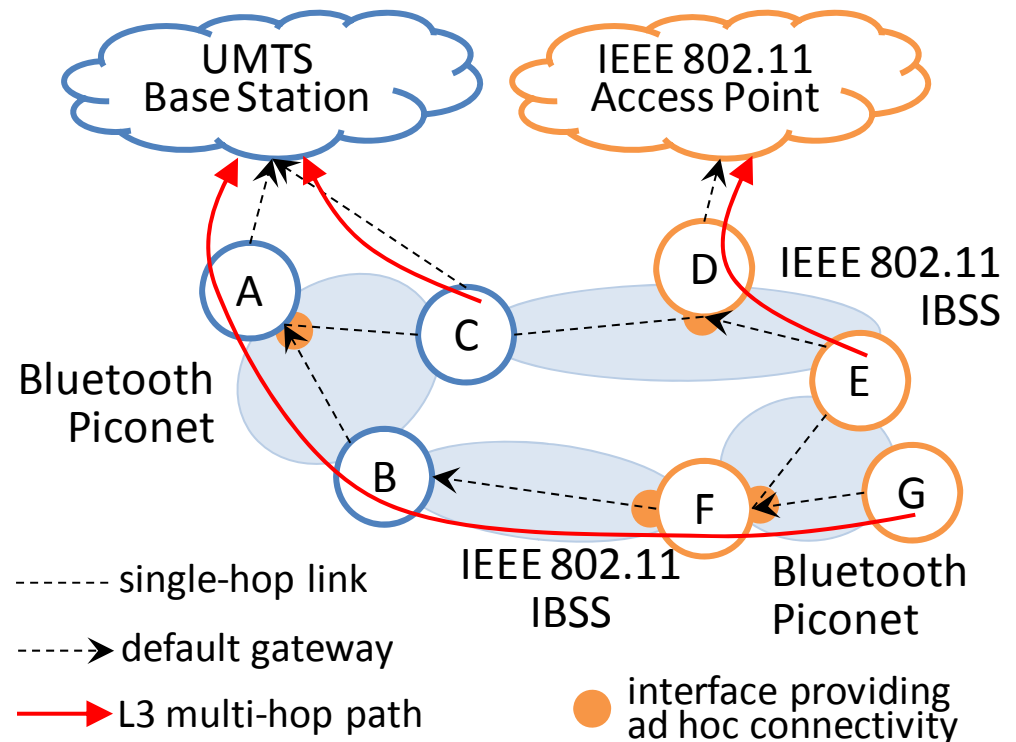 UMTS
Base Station
IEEE 802.11
Access Point
A
D
IEEE 802.11
IBSS
C
E
Bluetooth
Piconet
B
F
G
IEEE 802.11
IBSS
Bluetooth
Piconet
single-hop link
default gateway
L3 multi-hop path
interface providing
ad hoc connectivity